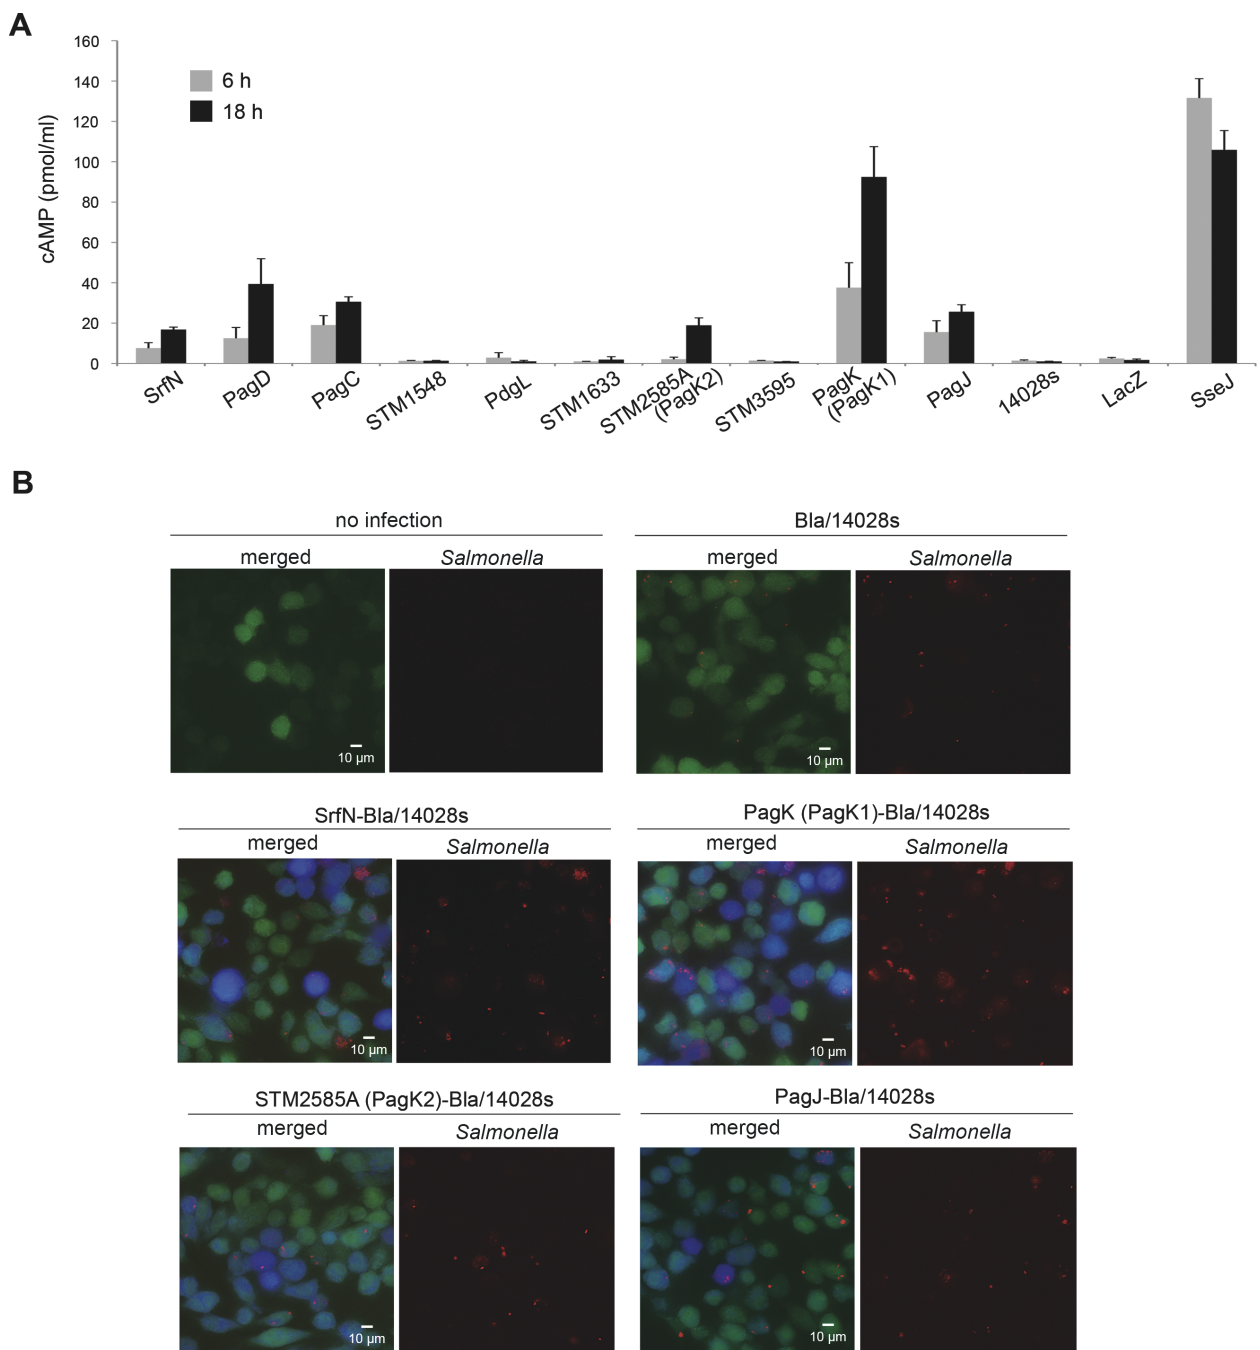 A
160
140
120
100
80
60
40
20
0
cAMP (pmol/ml)
6 h
18 h
SrfN
PagD
PagC
STM1548
PdgL
STM1633
STM2585A
(PagK2)
STM3595
PagK
(PagK1)
PagJ
14028s
LacZ
SseJ
B
no infection
merged
Salmonella
10 µm
Bla/14028s
merged
Salmonella
10 µm
SrfN-Bla/14028s
merged
Salmonella
10 µm
PagK (PagK1)-Bla/14028s
merged
Salmonella
10 µm
STM2585A (PagK2)-Bla/14028s
merged
Salmonella
10 µm
PagJ-Bla/14028s
merged
Salmonella
10 µm